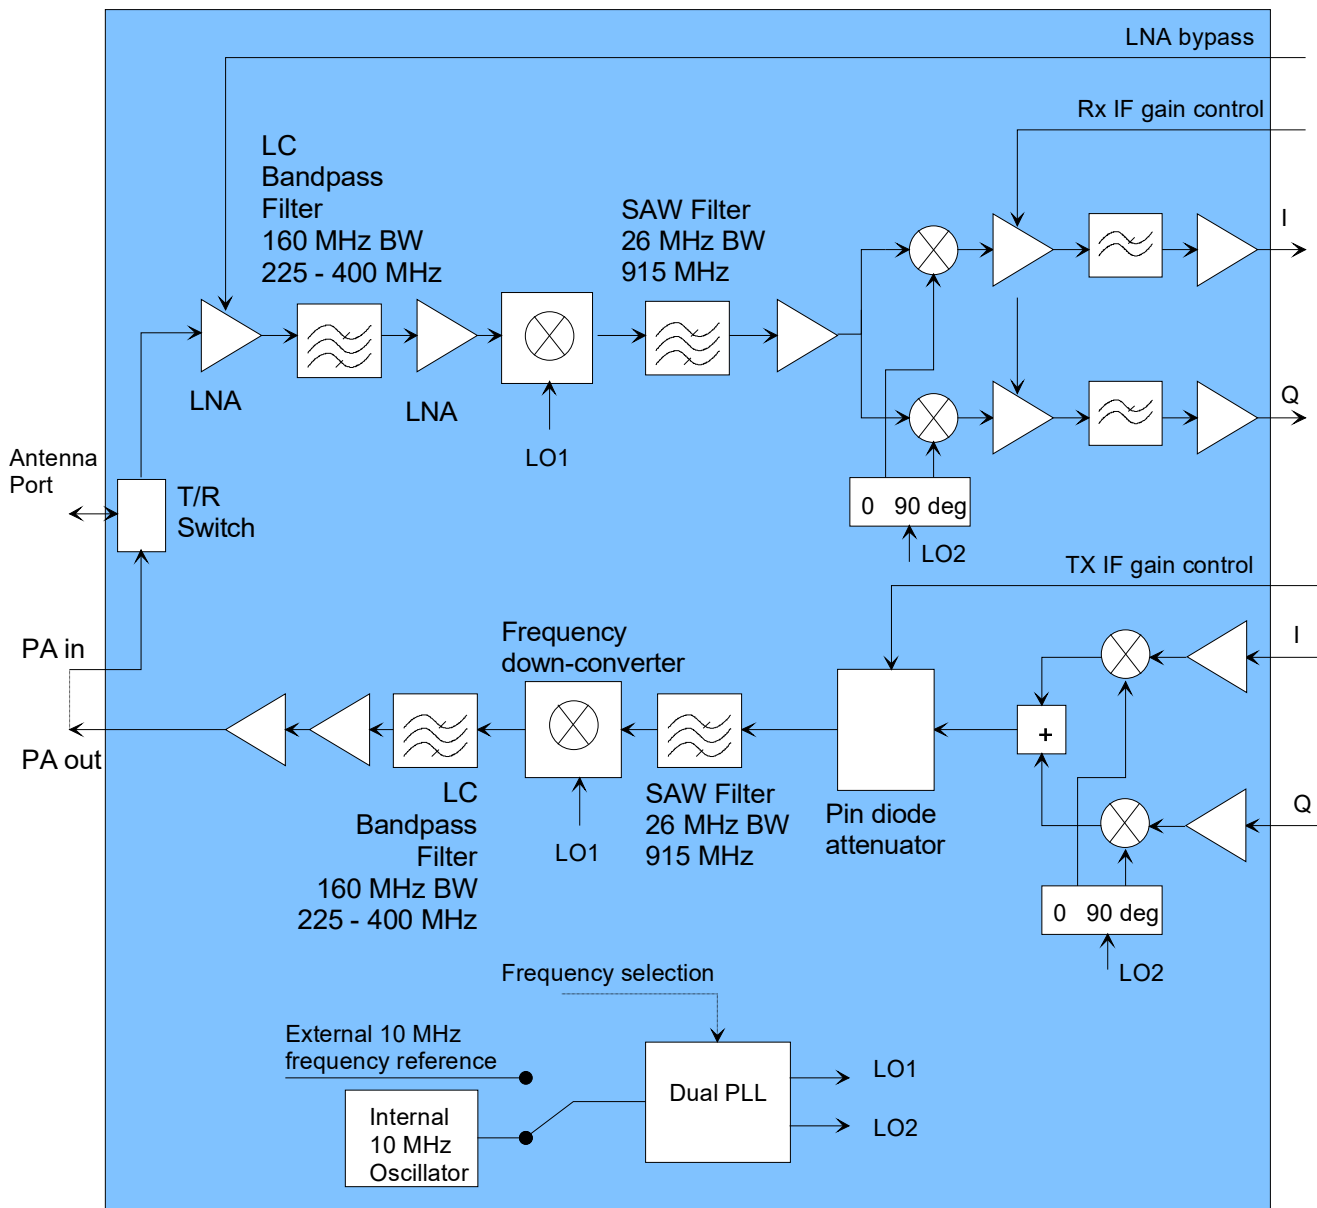 LNA bypass
Rx IF gain control
LC
Bandpass
Filter
160 MHz BW
225 - 400 MHz
SAW Filter
26 MHz BW
915 MHz
I
LNA
LNA
LO1
Q
Antenna
Port
T/R
Switch
0 90 deg
LO2
TX IF gain control
PA in
Frequency
down-converter
I
+
PA out
LC
Bandpass
Filter
160 MHz BW
225 - 400 MHz
LO1
SAW Filter
26 MHz BW
915 MHz
Pin diode
attenuator
Q
0 90 deg
LO2
Frequency selection
External 10 MHz
frequency reference
Internal
10 MHz
Oscillator
Dual PLL
LO1
LO2